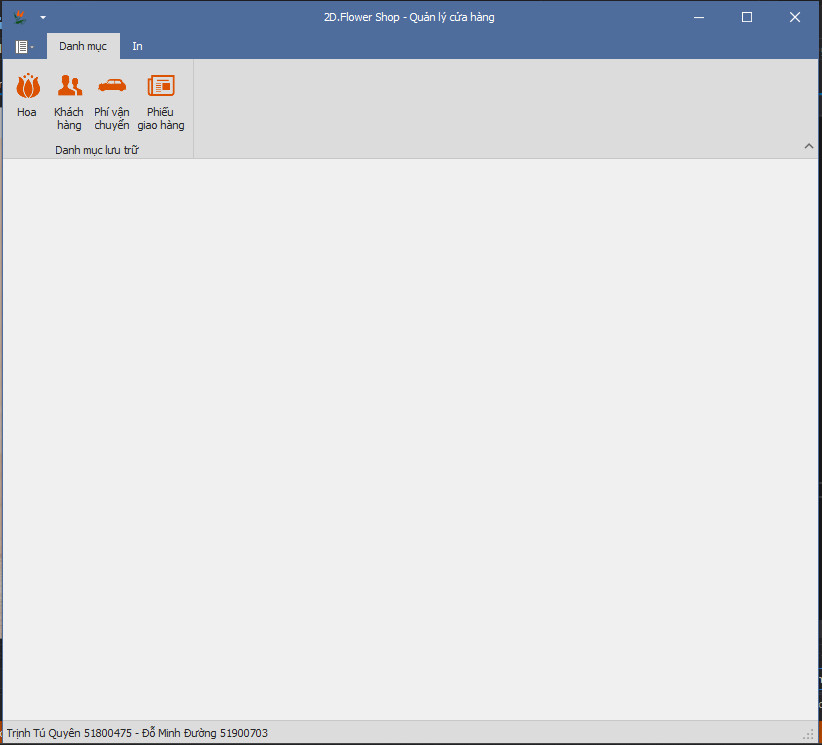 2D.Flower Shop - Quản lý cửa hàng
Danh mục In
Hoa Khách hàng Phí vận chuyển Phiếu giao hàng
Danh mục lưu trữ
Trịnh Tú Quyên 51800475 - Đỗ Minh Đường 51900703